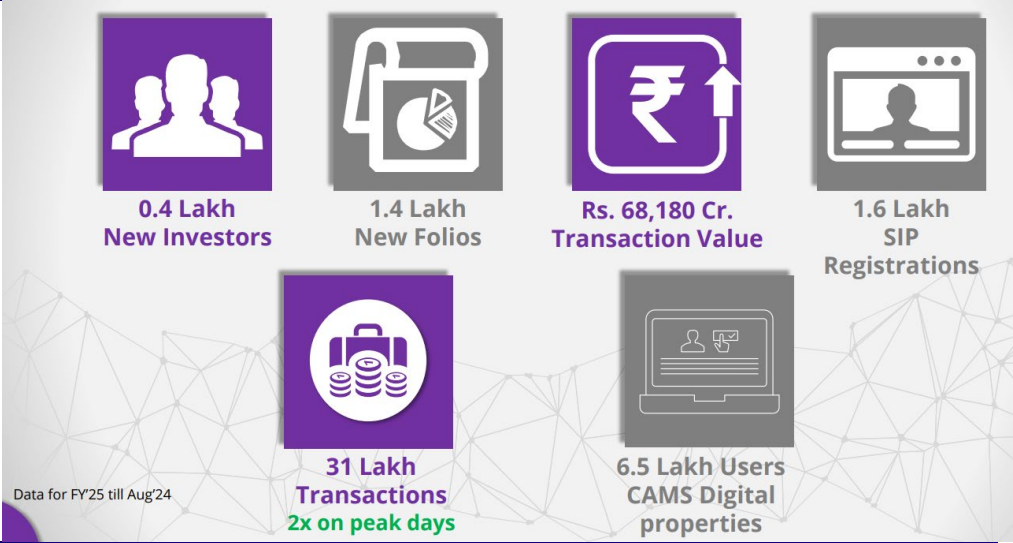 0.4 Lakh
New Investors
1.4 Lakh
New Folios
₹
Rs. 68,180 Cr.
Transaction Value
1.6 Lakh
SIP
Registrations
31 Lakh
Transactions
2x on peak days
6.5 Lakh Users
CAMS Digital
properties
Data for FY'25 till Aug'24